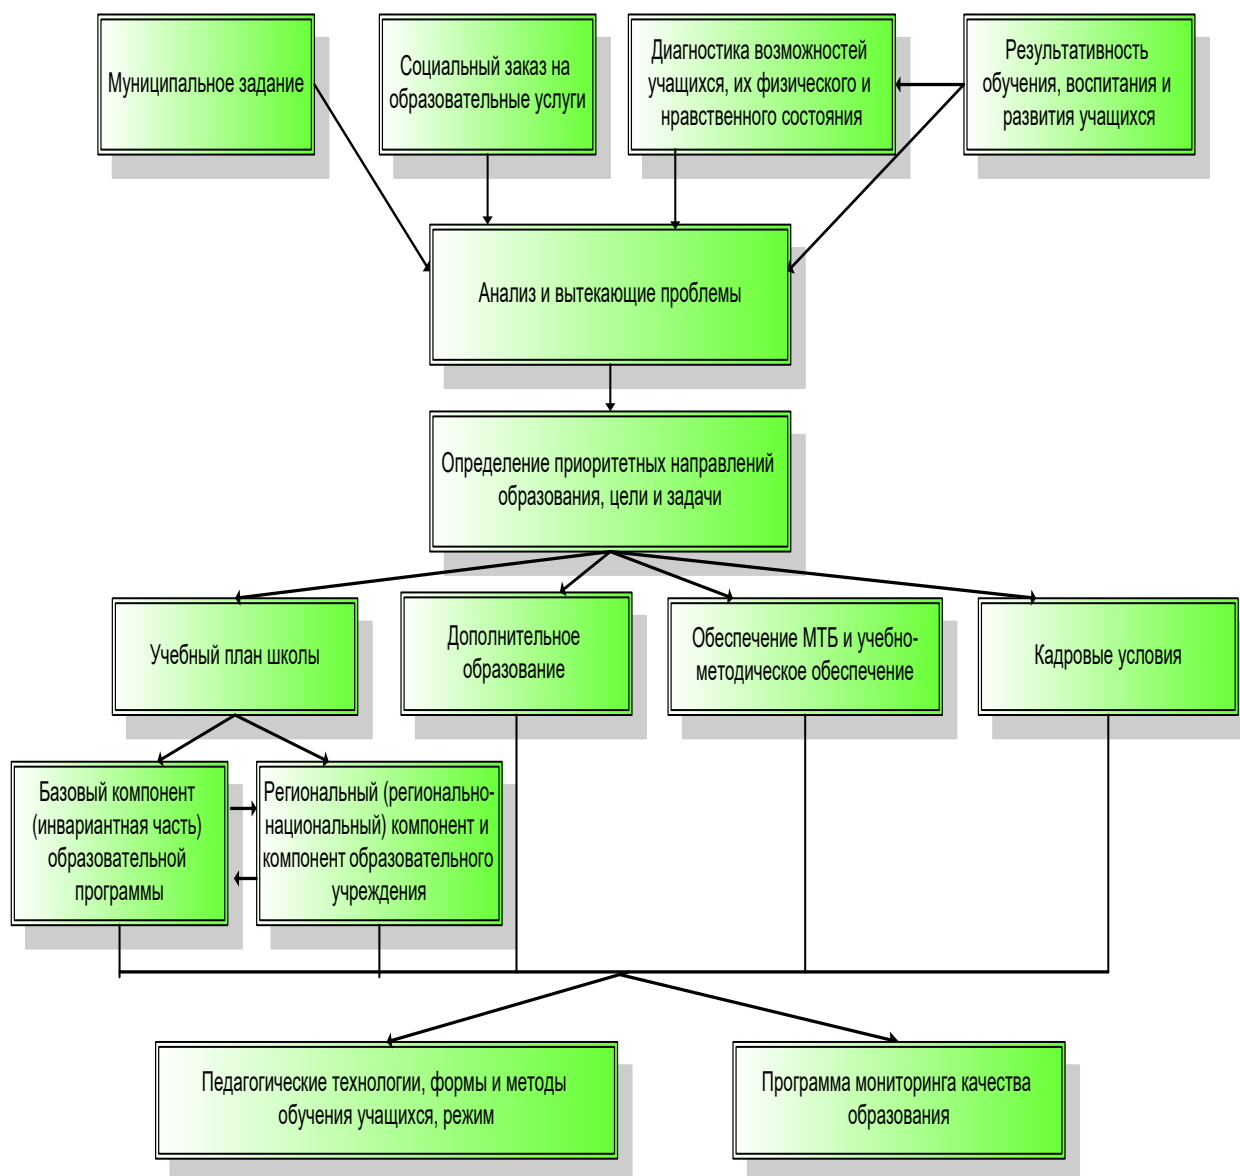 Муниципальное задание
Социальный заказ на
образовательные услуги
Диагностика возможностей
учащихся, их физического и
нравственного состояния
Результативность
обучения, воспитания и
развития учащихся
Анализ и вытекающие проблемы
Определение приоритетных направлений
образования, цели и задачи
Учебный план школы
Дополнительное
образование
Обеспечение МТБ и учебно-
методическое обеспечение
Кадровые условия
Базовый компонент
(инвариантная часть)
образовательной
программы
Региональный (регионально-
национальный) компонент и
компонент образовательного
учреждения
Педагогические технологии, формы и методы
обучения учащихся, режим
Программа мониторинга качества
образования